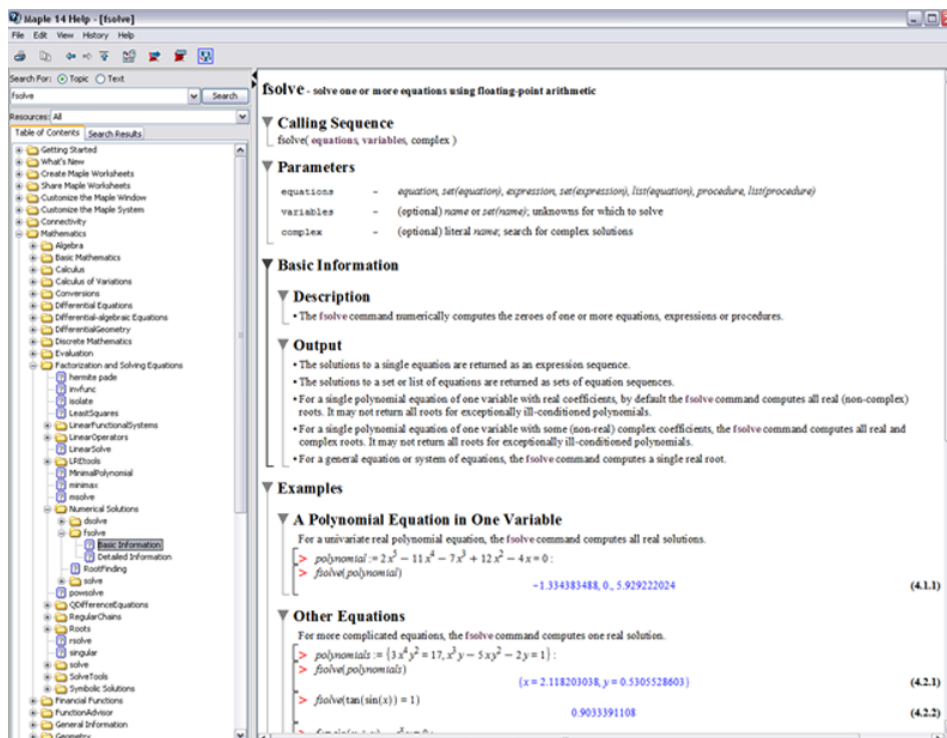 Maple 14 Help - [fsolve]
File Edit View History Help
Search For: Topic Text
fsolve Search
Resources: All
Table of Contents Search Results
Getting Started
What's New
Create Maple Worksheets
Share Maple Worksheets
Customize the Maple Window
Customize the Maple System
Connectivity
Mathematics
Algebra
Basic Mathematics
Calculus
Calculus of Variations
Conversions
Differential Equations
Differential-algebraic Equations
DifferentialGeometry
Discrete Mathematics
Evaluation
Factorization and Solving Equations
hermite pade
invfunc
isolate
LeastSquares
LinearFunctionalSystems
LinearOperators
LinearSolve
LREtools
MinimalPolynomial
minimax
msolve
Numerical Solutions
dsolve
fsolve
Basic Information
Detailed Information
RootFinding
solve
powsolve
QDifferenceEquations
RegularChains
Roots
rsolve
singular
solve
SolveTools
Symbolic Solutions
Financial Functions
FunctionAdvisor
General Information
Geometry
fsolve - solve one or more equations using floating-point arithmetic
Calling Sequence
fsolve( equations, variables, complex )
Parameters
equations - equation, set(equation), expression, set(expression), list(equation), procedure, list(procedure)
variables - (optional) name or set(name); unknowns for which to solve
complex - (optional) literal name; search for complex solutions
Basic Information
Description
• The fsolve command numerically computes the zeroes of one or more equations, expressions or procedures.
Output
• The solutions to a single equation are returned as an expression sequence.
• The solutions to a set or list of equations are returned as sets of equation sequences.
• For a single polynomial equation of one variable with real coefficients, by default the fsolve command computes all real (non-complex)
roots. It may not return all roots for exceptionally ill-conditioned polynomials.
• For a single polynomial equation of one variable with some (non-real) complex coefficients, the fsolve command computes all real and
complex roots. It may not return all roots for exceptionally ill-conditioned polynomials.
• For a general equation or system of equations, the fsolve command computes a single real root.
Examples
A Polynomial Equation in One Variable
For a univariate real polynomial equation, the fsolve command computes all real solutions.
> polynomial := 2 x⁵ − 11 x⁴ − 7 x³ + 12 x² − 4 x = 0 :
> fsolve(polynomial)
−1.334383488, 0., 5.929222024 (4.1.1)
Other Equations
For more complicated equations, the fsolve command computes one real solution.
> polynomials := {3 x⁴ y² = 17, x³ y − 5 x y² − 2 y = 1} :
> fsolve(polynomials)
{x = 2.118203038, y = 0.5305528603} (4.2.1)
> fsolve(tan(sin(x)) = 1)
0.9033391108 (4.2.2)